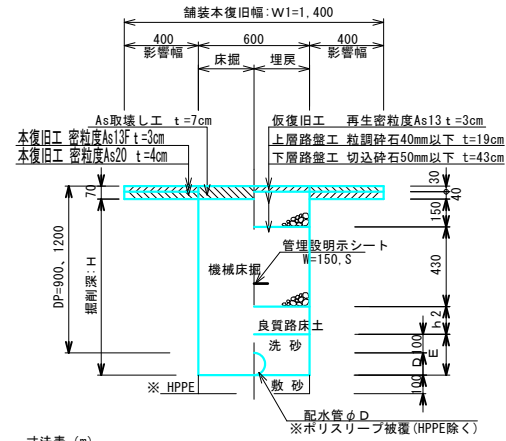 舗装本復旧幅:W1=1,400
400 600 400
影響幅 床掘 埋戻 影響幅
As取壊し工 t=7cm
本復旧工 密粒度As13F t=3cm
本復旧工 密粒度As20 t=4cm
仮復旧工 再生密粒度As13 t=3cm
上層路盤工 粒調砕石40mm以下 t=19cm
下層路盤工 切込砕石50mm以下 t=43cm
70
30
40
150
DP=900、1200
掘削深:H
管埋設明示シート
W=150,S
機械床掘
430
h2
良質路床土
洗 砂
100
D
E
※ HPPE
敷 砂
100
配水管φD
※ポリスリーブ被覆(HPPE除く)
寸法表 (m)